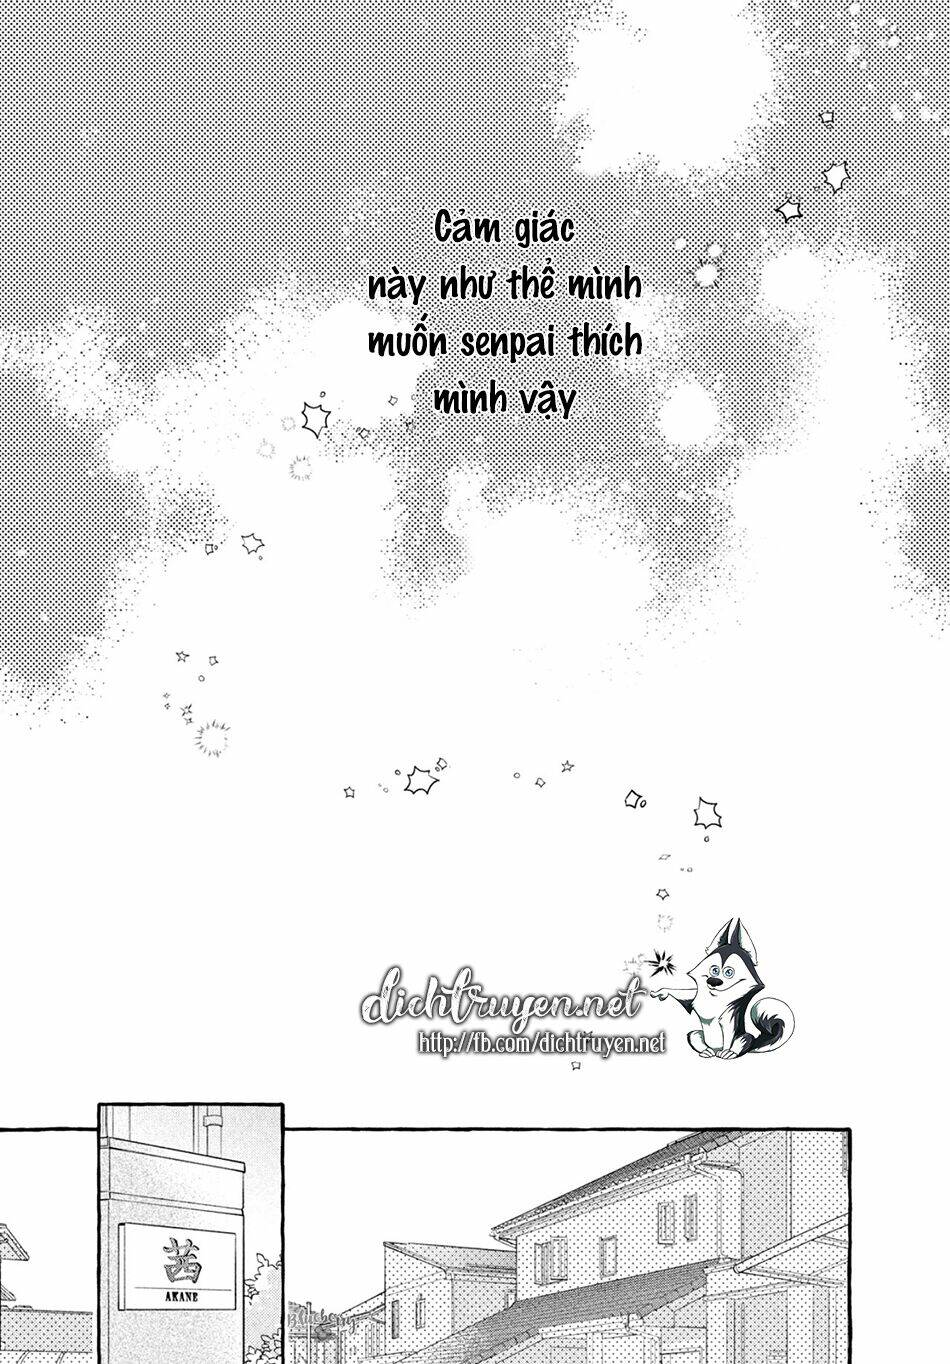 Cảm giác
này như thể mình
muốn senpai thích
mình vậy
dichtruyen.net
http://fb.com/dichtruyen.net
茜
AKANE